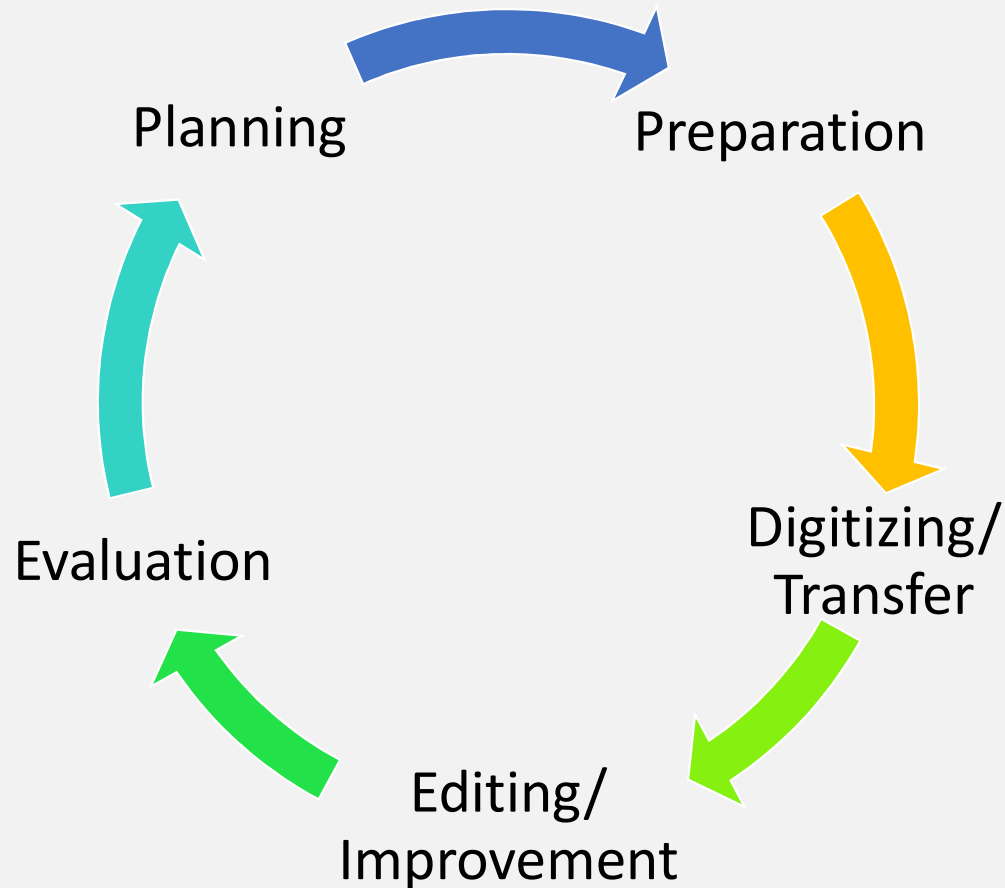 Planning
Preparation
Digitizing/
Transfer
Editing/
Improvement
Evaluation